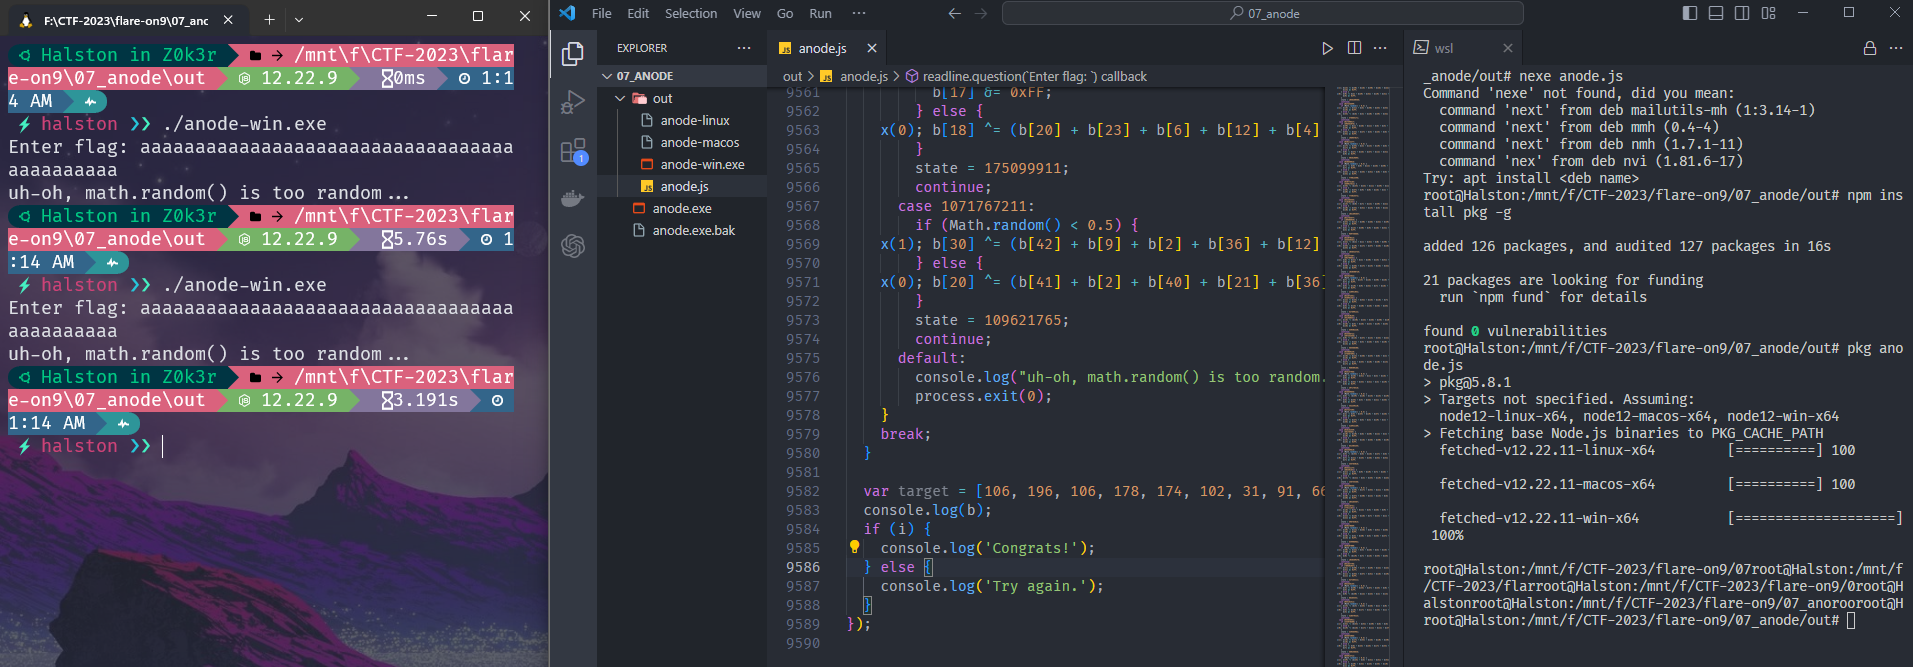 F:\CTF-2023\flare-on9\07_anc
Halston in Z0k3r /mnt\f\CTF-2023\flar
e-on9\07_anode\out 12.22.9 0ms 1:1
4 AM
halston ❯❯ ./anode-win.exe
Enter flag: aaaaaaaaaaaaaaaaaaaaaaaaaaaaaaaaaa
aaaaaaaaaa
uh-oh, math.random() is too random...
Halston in Z0k3r /mnt\f\CTF-2023\flar
e-on9\07_anode\out 12.22.9 5.76s 1
:14 AM
halston ❯❯ ./anode-win.exe
Enter flag: aaaaaaaaaaaaaaaaaaaaaaaaaaaaaaaaaa
aaaaaaaaaa
uh-oh, math.random() is too random...
Halston in Z0k3r /mnt\f\CTF-2023\flar
e-on9\07_anode\out 12.22.9 3.191s
1:14 AM
halston ❯❯
File Edit Selection View Go Run ··· 07_anode
EXPLORER ···
07_ANODE
out
anode-linux
anode-macos
anode-win.exe
anode.js
anode.exe
anode.exe.bak
1
anode.js
out > anode.js > readline.question(`Enter flag: `) callback
9561 b[17] &= 0xFF;
9562 } else {
9563 x(0); b[18] ^= (b[20] + b[23] + b[6] + b[12] + b[4]
9564 }
9565 state = 175099911;
9566 continue;
9567 case 1071767211:
9568 if (Math.random() < 0.5) {
9569 x(1); b[30] ^= (b[42] + b[9] + b[2] + b[36] + b[12]
9570 } else {
9571 x(0); b[20] ^= (b[41] + b[2] + b[40] + b[21] + b[36]
9572 }
9573 state = 109621765;
9574 continue;
9575 default:
9576 console.log("uh-oh, math.random() is too random.
9577 process.exit(0);
9578 }
9579 break;
9580 }
9581
9582 var target = [106, 196, 106, 178, 174, 102, 31, 91, 66
9583 console.log(b);
9584 if (i) {
9585 console.log('Congrats!');
9586 } else {
9587 console.log('Try again.');
9588 }
9589 });
9590
wsl
_anode/out# nexe anode.js
Command 'nexe' not found, did you mean:
command 'next' from deb mailutils-mh (1:3.14-1)
command 'next' from deb mmh (0.4-4)
command 'next' from deb nmh (1.7.1-11)
command 'nex' from deb nvi (1.81.6-17)
Try: apt install <deb name>
root@Halston:/mnt/f/CTF-2023/flare-on9/07_anode/out# npm ins
tall pkg -g
added 126 packages, and audited 127 packages in 16s
21 packages are looking for funding
run `npm fund` for details
found 0 vulnerabilities
root@Halston:/mnt/f/CTF-2023/flare-on9/07_anode/out# pkg ano
de.js
> pkg@5.8.1
> Targets not specified. Assuming:
node12-linux-x64, node12-macos-x64, node12-win-x64
> Fetching base Node.js binaries to PKG_CACHE_PATH
fetched-v12.22.11-linux-x64 [==========] 100
fetched-v12.22.11-macos-x64 [==========] 100
fetched-v12.22.11-win-x64 [====================]
100%
root@Halston:/mnt/f/CTF-2023/flare-on9/07root@Halston:/mnt/f
/CTF-2023/flarroot@Halston:/mnt/f/CTF-2023/flare-on9/0root@H
alstonroot@Halston:/mnt/f/CTF-2023/flare-on9/07_anorooroot@H
root@Halston:/mnt/f/CTF-2023/flare-on9/07_anode/out#